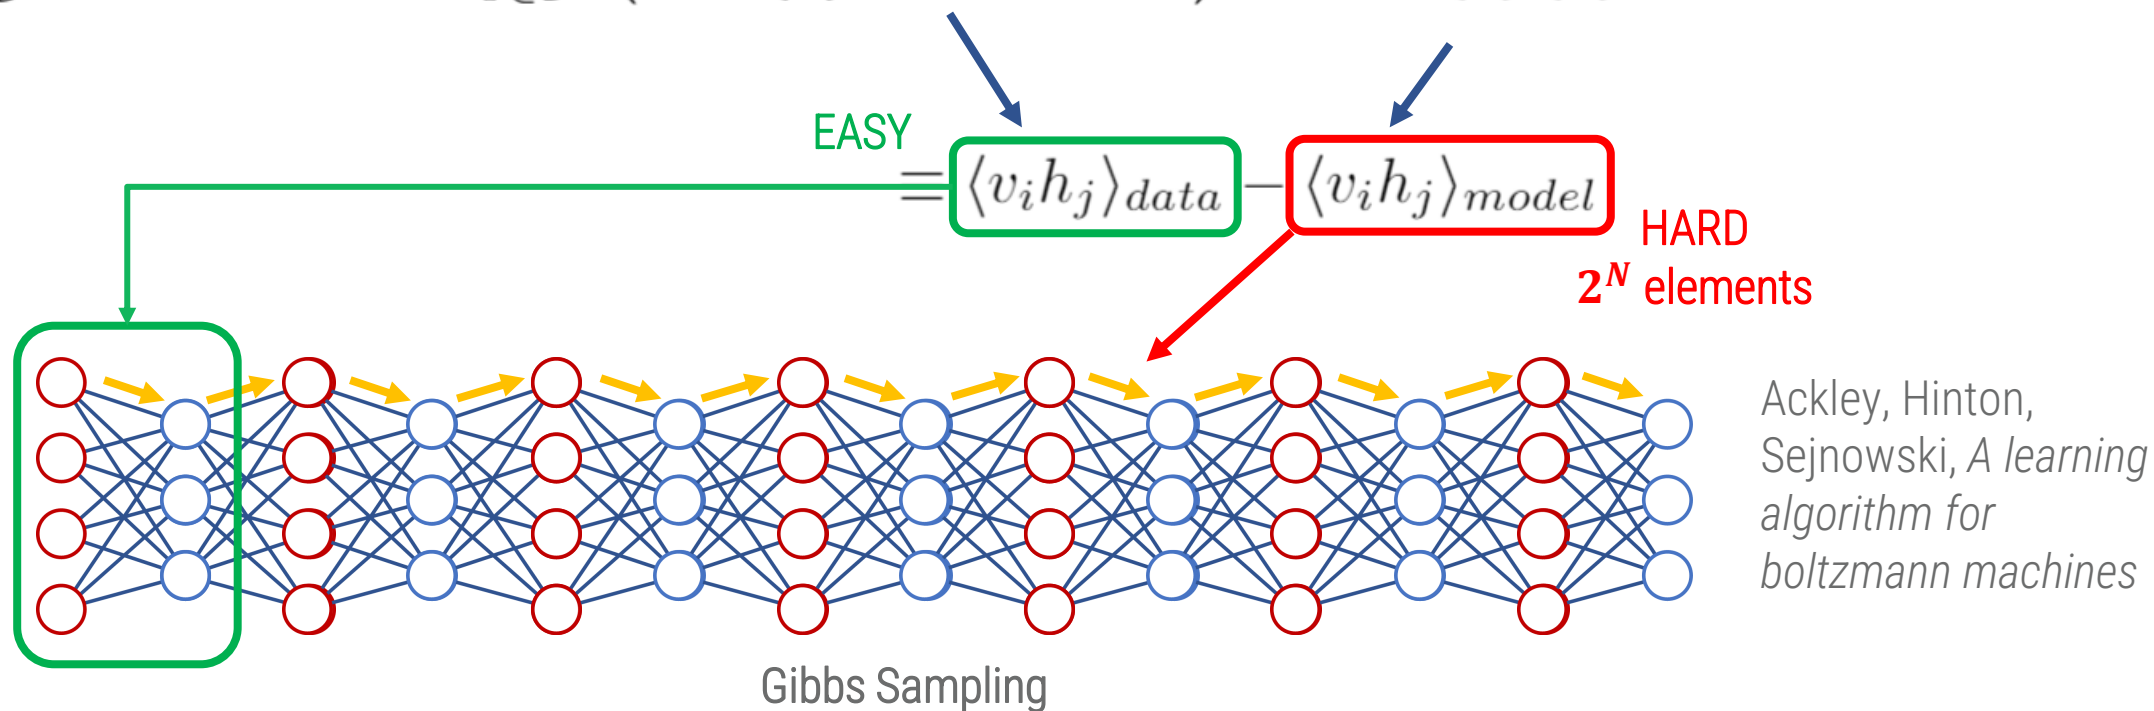 EASY
= ⟨v_i h_j⟩_data − ⟨v_i h_j⟩_model
HARD
2^N elements
Ackley, Hinton,
Sejnowski, A learning
algorithm for
boltzmann machines
Gibbs Sampling